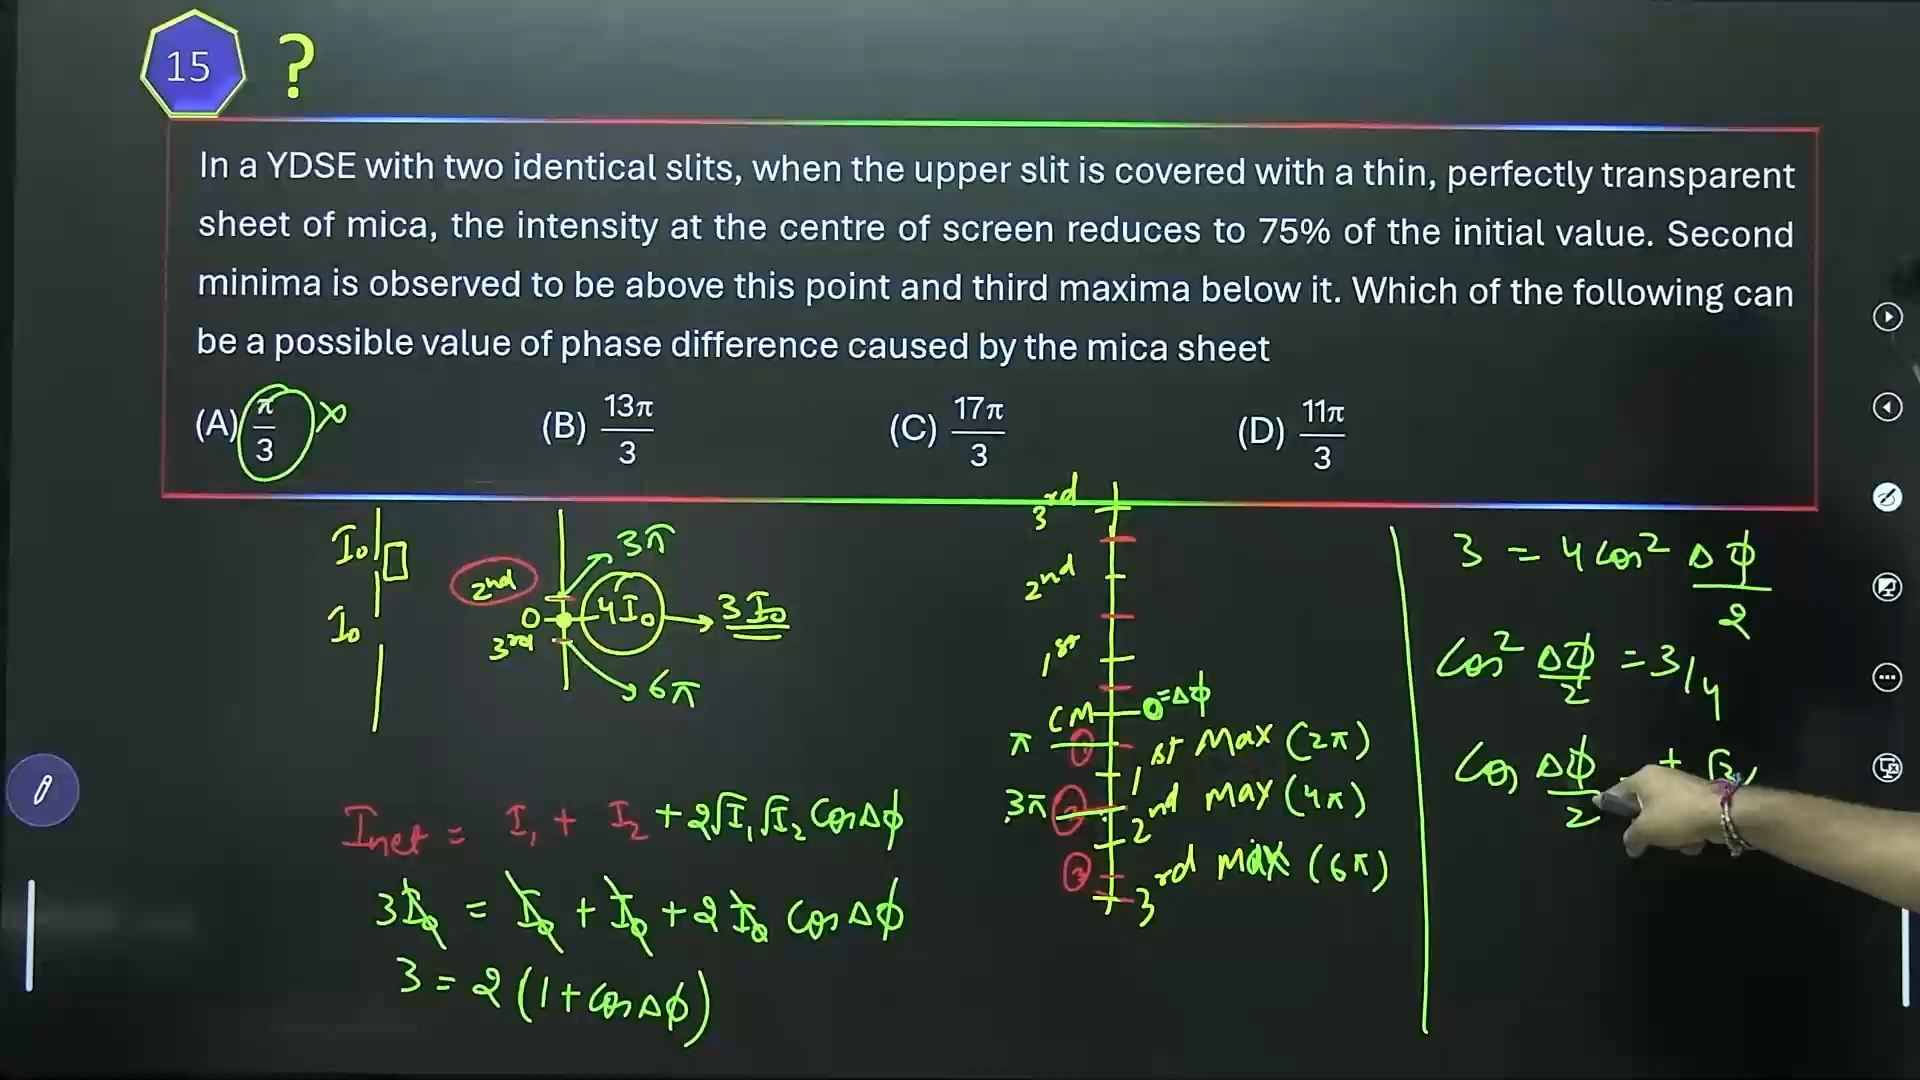 15 ?
In a YDSE with two identical slits, when the upper slit is covered with a thin, perfectly transparent
sheet of mica, the intensity at the centre of screen reduces to 75% of the initial value. Second
minima is observed to be above this point and third maxima below it. Which of the following can
be a possible value of phase difference caused by the mica sheet
(A) π/3 (B) 13π/3 (C) 17π/3 (D) 11π/3
I₀
I₀
2nd 3π
0 4I₀ → 3I₀
3rd 6π
Inet = I₁ + I₂ + 2√I₁√I₂ Cos Δϕ
3I₀ = I₀ + I₀ + 2I₀ Cos Δϕ
3 = 2(1 + Cos Δϕ)
3rd
2nd
1st
CM 0=Δϕ
π 1 1st Max (2π)
3π 2 2nd Max (4π)
3 3rd Max (6π)
3 = 4 Cos² Δϕ/2
Cos² Δϕ/2 = 3/4
Cos Δϕ/2